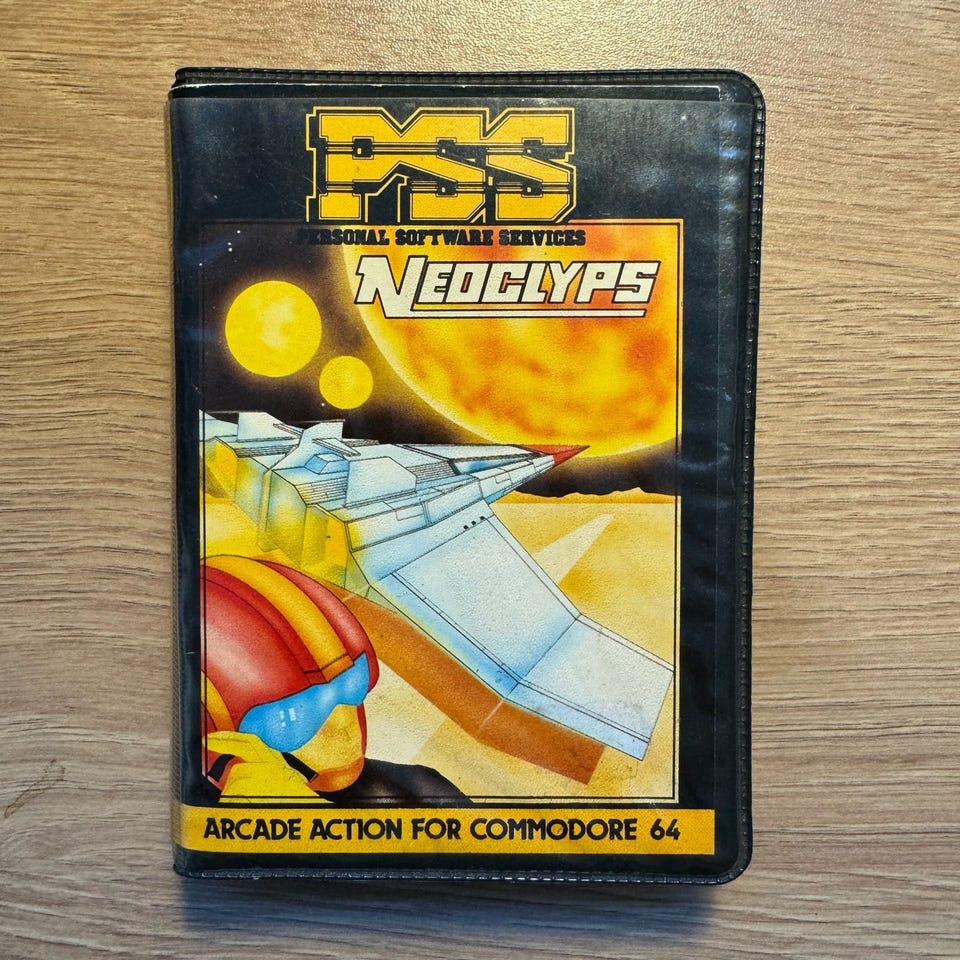 PSS
PERSONAL SOFTWARE SERVICES
NEOCLYPS
ARCADE ACTION FOR COMMODORE 64